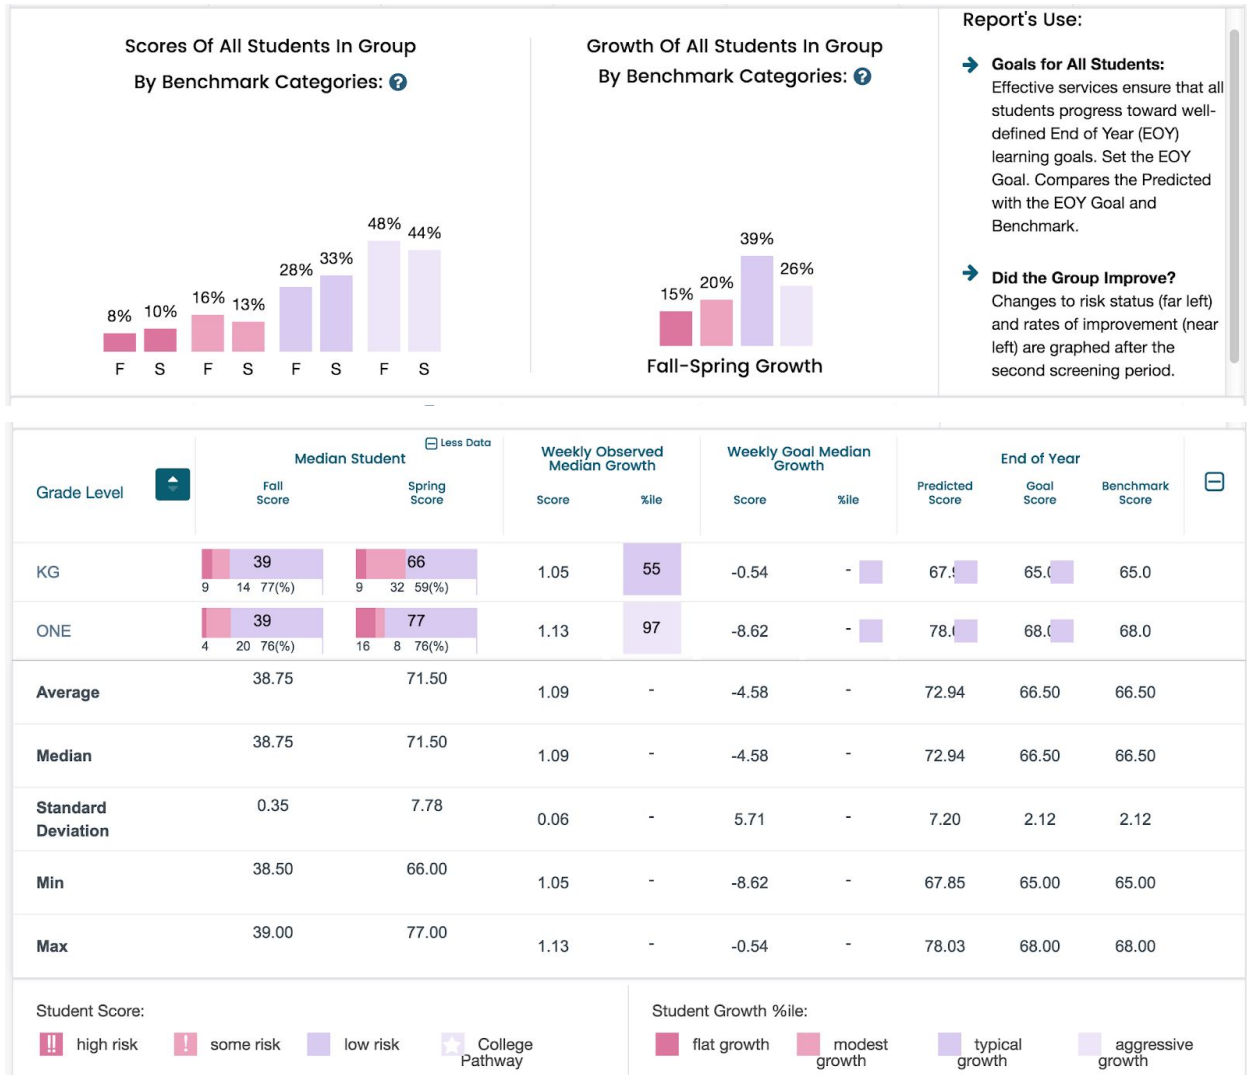 Scores Of All Students In Group
By Benchmark Categories: ?
8% 10% 16% 13% 28% 33% 48% 44%
F S F S F S F S
Growth Of All Students In Group
By Benchmark Categories: ?
15% 20% 39% 26%
Fall-Spring Growth
Report's Use:
Goals for All Students:
Effective services ensure that all
students progress toward well-
defined End of Year (EOY)
learning goals. Set the EOY
Goal. Compares the Predicted
with the EOY Goal and
Benchmark.
Did the Group Improve?
Changes to risk status (far left)
and rates of improvement (near
left) are graphed after the
second screening period.
Less Data
Median Student Weekly Observed Weekly Goal Median End of Year
Median Growth Growth
Grade Level Fall Spring Score %ile Score %ile Predicted Goal Benchmark
Score Score Score Score Score
KG 39 66 1.05 55 -0.54 - 67. 65. 65.0
9 14 77(%) 9 32 59(%)
ONE 39 77 1.13 97 -8.62 - 78. 68. 68.0
4 20 76(%) 16 8 76(%)
Average 38.75 71.50 1.09 - -4.58 - 72.94 66.50 66.50
Median 38.75 71.50 1.09 - -4.58 - 72.94 66.50 66.50
Standard 0.35 7.78 0.06 - 5.71 - 7.20 2.12 2.12
Deviation
Min 38.50 66.00 1.05 - -8.62 - 67.85 65.00 65.00
Max 39.00 77.00 1.13 - -0.54 - 78.03 68.00 68.00
Student Score:
!! high risk ! some risk low risk College
Pathway
Student Growth %ile:
flat growth modest typical aggressive
growth growth growth